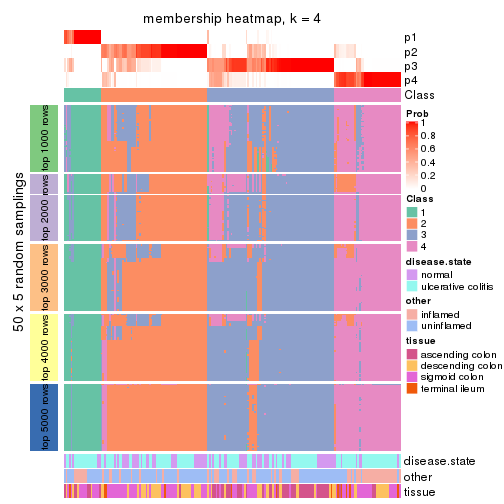 membership heatmap, k = 4
p1
p2
p3
p4
Class
50 x 5 random samplings
top 1000 rows
top 2000 rows
top 3000 rows
top 4000 rows
top 5000 rows
disease.state
other
tissue
Prob
1
0.8
0.6
0.4
0.2
0
Class
1
2
3
4
disease.state
normal
ulcerative colitis
other
inflamed
uninflamed
tissue
ascending colon
descending colon
sigmoid colon
terminal ileum